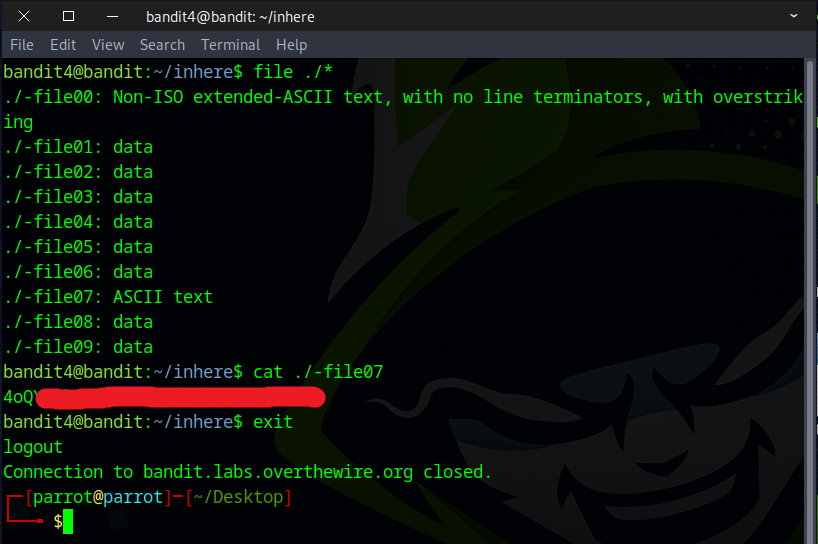 bandit4@bandit: ~/inhere
File Edit View Search Terminal Help
bandit4@bandit:~/inhere$ file ./*
./-file00: Non-ISO extended-ASCII text, with no line terminators, with overstrik
ing
./-file01: data
./-file02: data
./-file03: data
./-file04: data
./-file05: data
./-file06: data
./-file07: ASCII text
./-file08: data
./-file09: data
bandit4@bandit:~/inhere$ cat ./-file07
4oQY
bandit4@bandit:~/inhere$ exit
logout
Connection to bandit.labs.overthewire.org closed.
┌─[parrot@parrot]─[~/Desktop]
└──╼ $